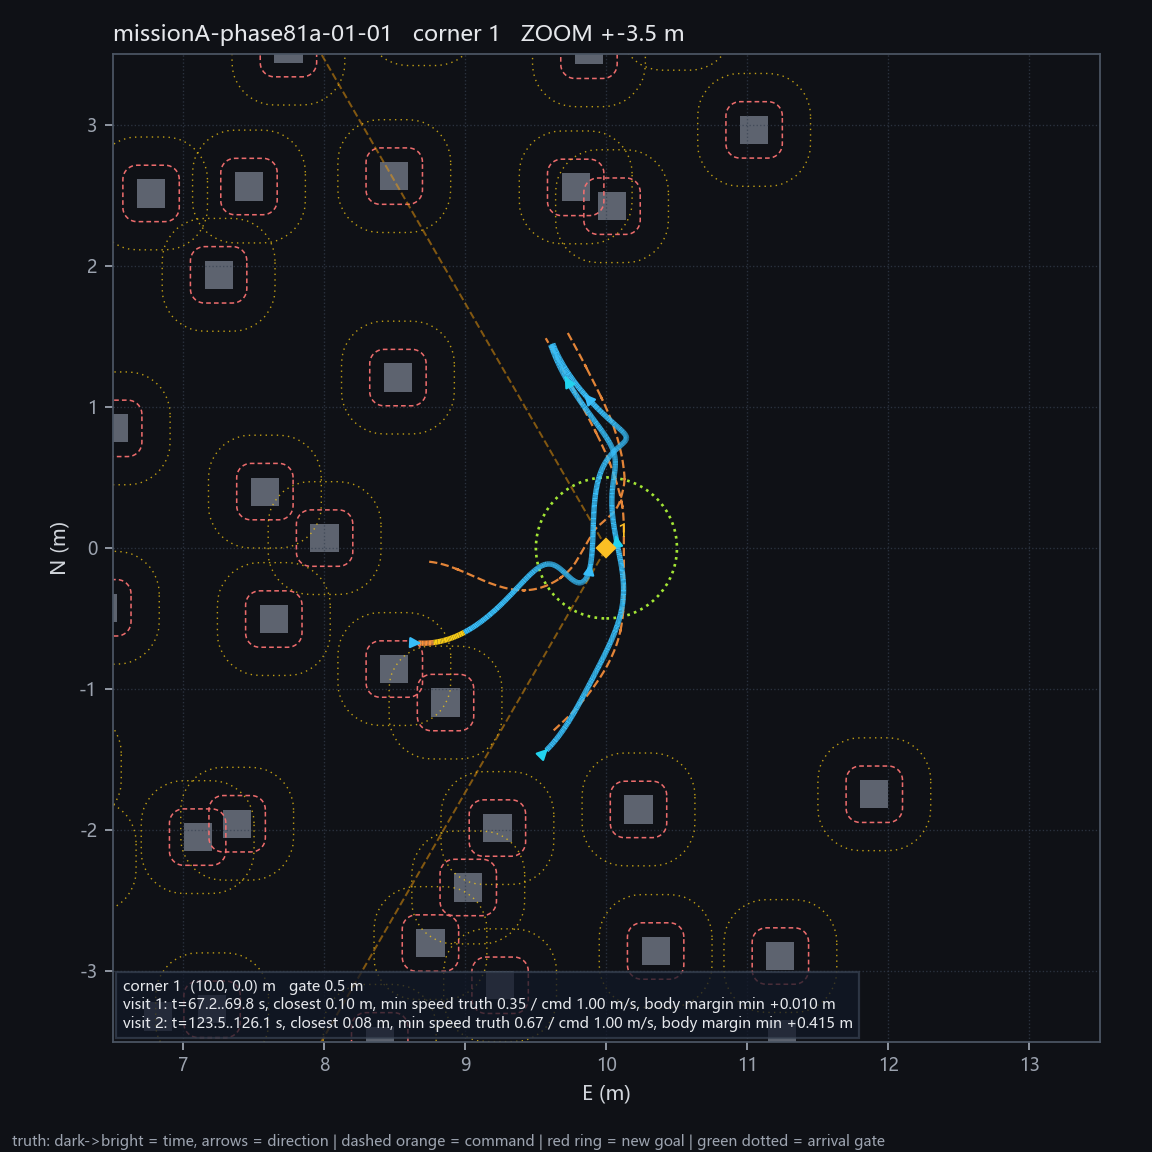 missionA-phase81a-01-01   corner 1   ZOOM +-3.5 m
3
2
1
0
-1
-2
-3
N (m)
corner 1  (10.0, 0.0) m   gate 0.5 m
visit 1: t=67.2..69.8 s, closest 0.10 m, min speed truth 0.35 / cmd 1.00 m/s, body margin min +0.010 m
visit 2: t=123.5..126.1 s, closest 0.08 m, min speed truth 0.67 / cmd 1.00 m/s, body margin min +0.415 m
7 8 9 10 11 12 13
E (m)
truth: dark->bright = time, arrows = direction | dashed orange = command | red ring = new goal | green dotted = arrival gate